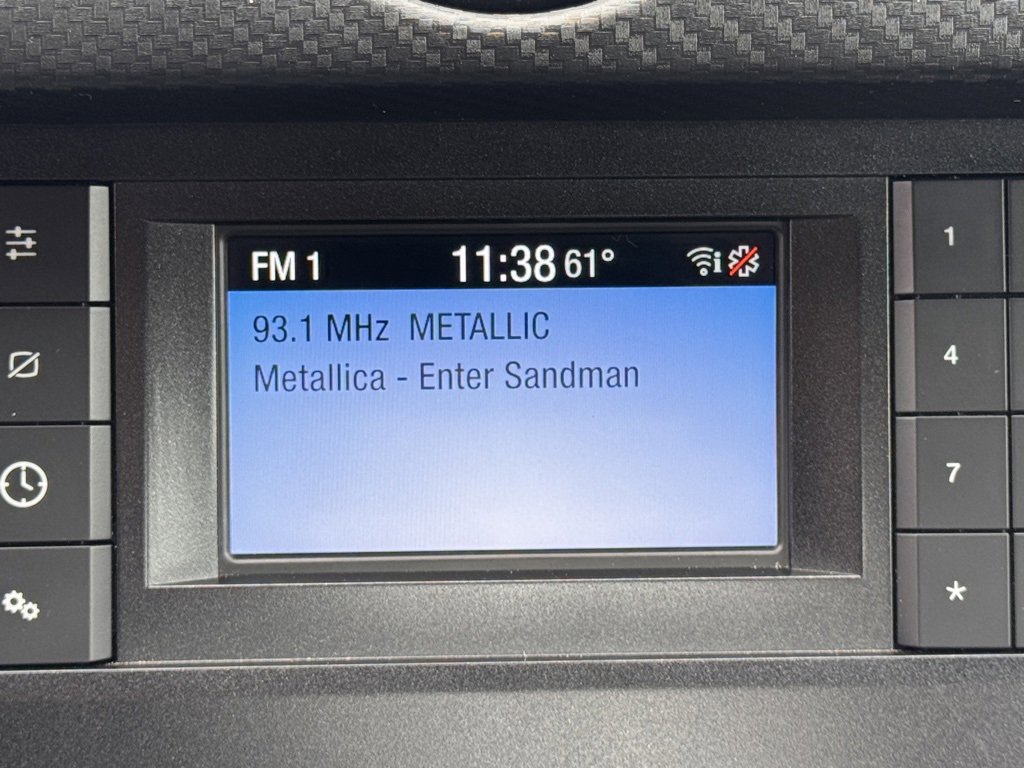 FM 1 11:38 61° i
93.1 MHz METALLIC
Metallica - Enter Sandman
1
4
7
*